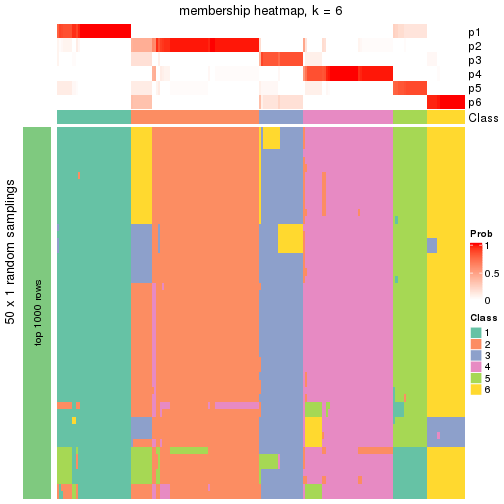 membership heatmap, k = 6
p1
p2
p3
p4
p5
p6
Class
50 x 1 random samplings
top 1000 rows
Prob
1
0.5
0
Class
1
2
3
4
5
6